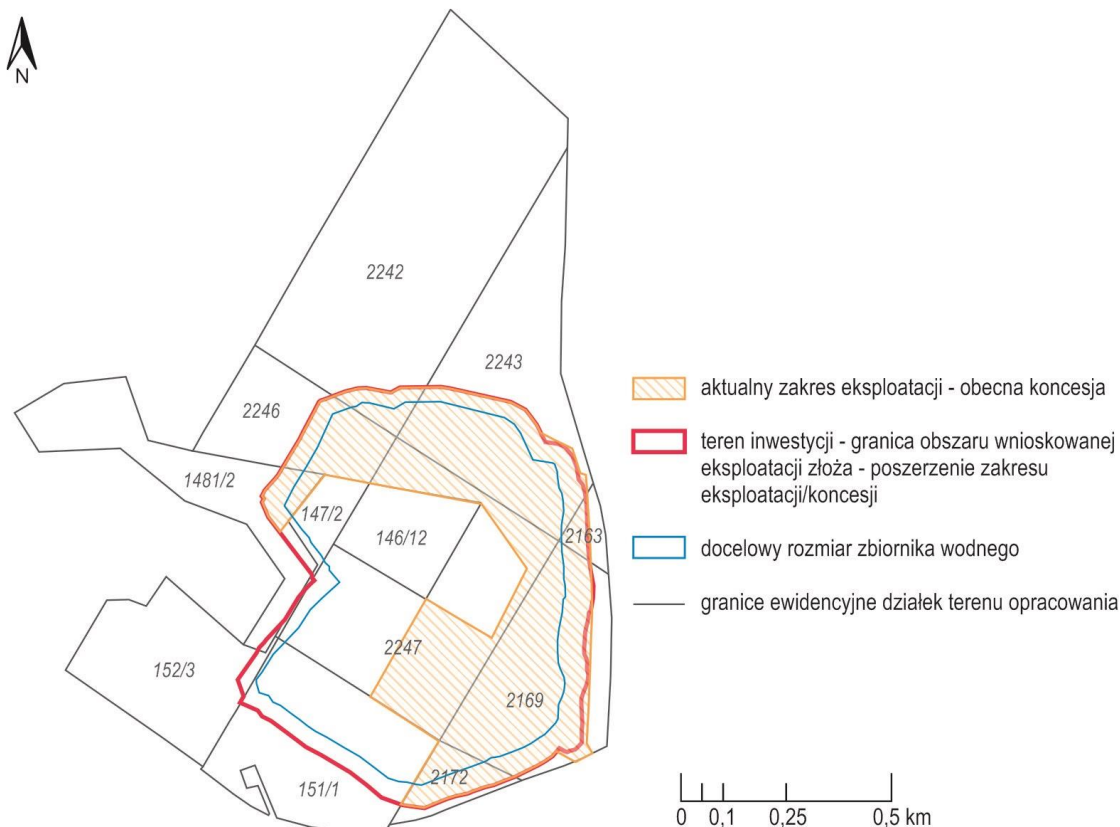 N
2242
2243
2246
1481/2
147/2
146/12
2163
2247
152/3
2169
2172
151/1
aktualny zakres eksploatacji - obecna koncesja
teren inwestycji - granica obszaru wnioskowanej
eksploatacji złoża - poszerzenie zakresu
eksploatacji/koncesji
docelowy rozmiar zbiornika wodnego
granice ewidencyjne działek terenu opracowania
0 0,1 0,25 0,5 km